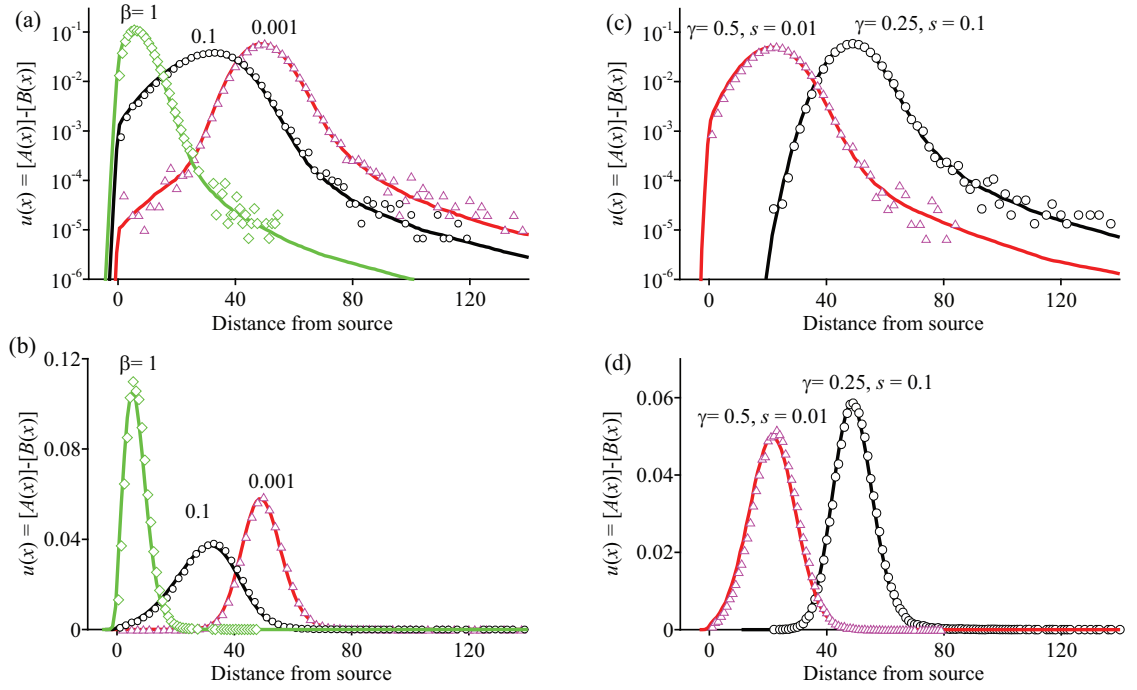 (a)
β= 1
0.1
0.001
u(x) = [A(x)]-[B(x)]
10⁻¹
10⁻²
10⁻³
10⁻⁴
10⁻⁵
10⁻⁶
0 40 80 120
Distance from source
(c)
γ= 0.5, s = 0.01
γ= 0.25, s = 0.1
u(x) = [A(x)]-[B(x)]
10⁻¹
10⁻²
10⁻³
10⁻⁴
10⁻⁵
10⁻⁶
0 40 80 120
Distance from source
(b)
β= 1
0.1
0.001
u(x) = [A(x)]-[B(x)]
0.12
0.08
0.04
0
0 40 80 120
Distance from source
(d)
γ= 0.25, s = 0.1
γ= 0.5, s = 0.01
u(x) = [A(x)]-[B(x)]
0.06
0.04
0.02
0
0 40 80 120
Distance from source